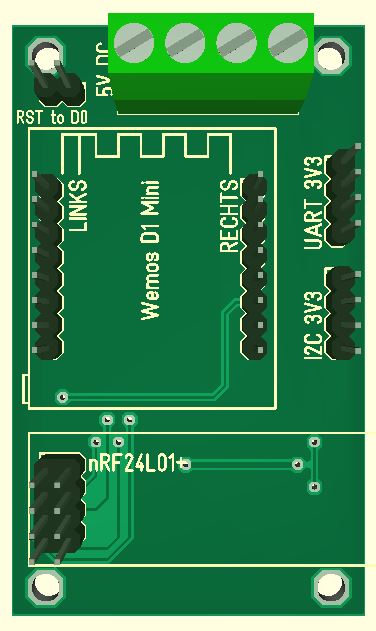 5V DC
RST to D0
LINKS
Wemos D1 Mini
RECHTS
UART 3V3
I2C 3V3
nRF24L01+